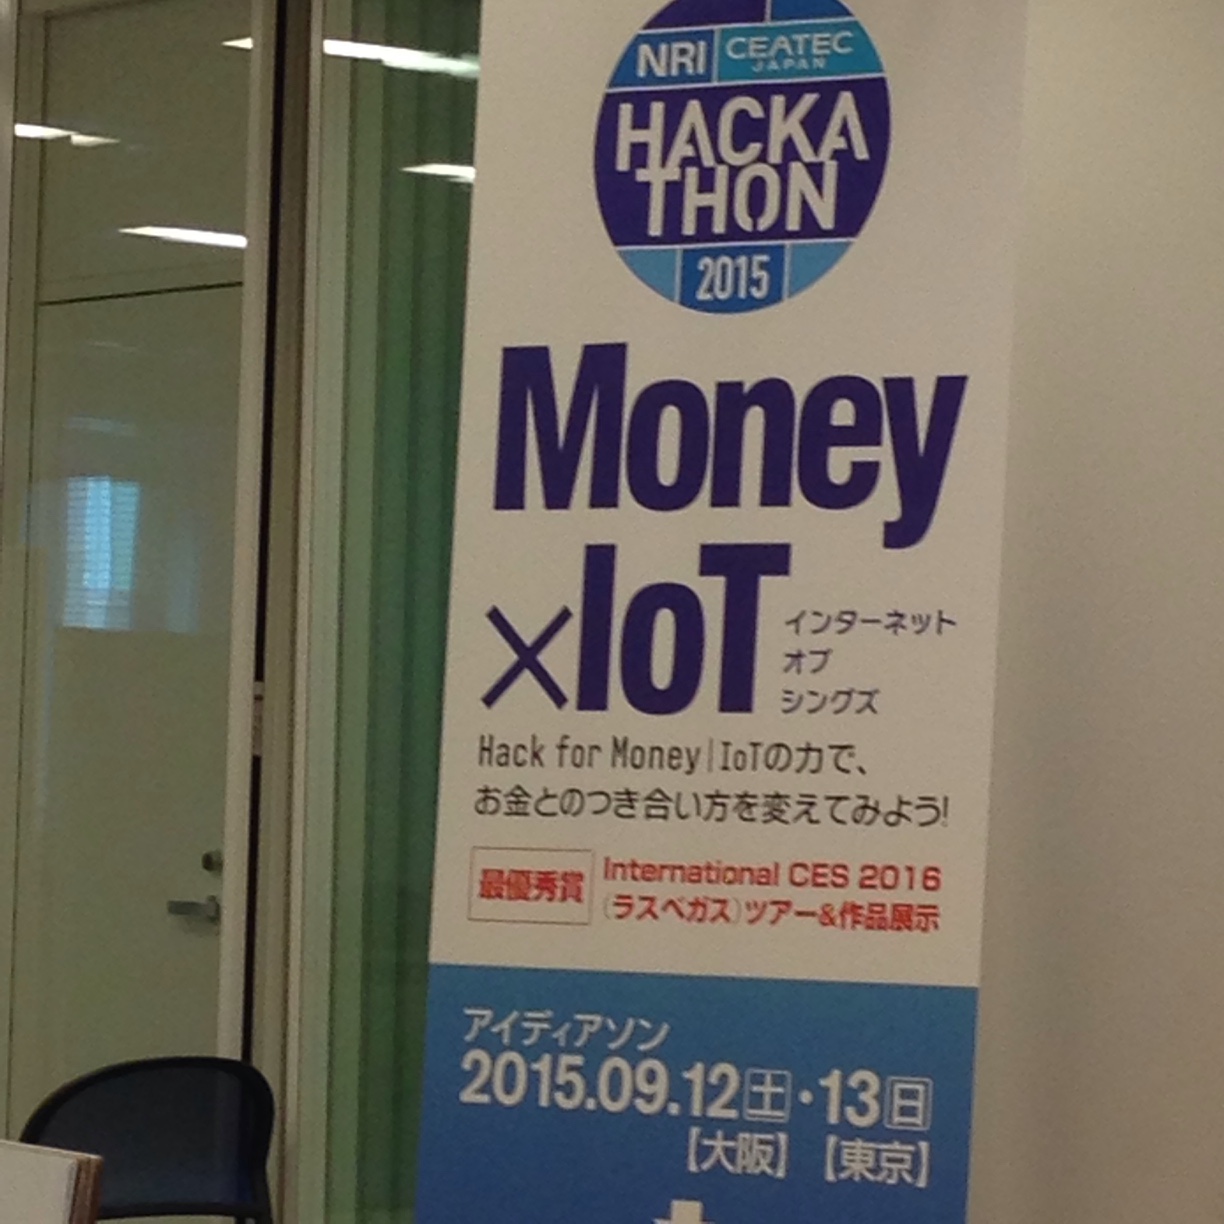 NRI CEATEC
JAPAN
HACKA
THON
2015
Money
×IoT
インターネット
オブ
シングズ
Hack for Money|IoTの力で、
お金とのつき合い方を変えてみよう!
最優秀賞
International CES 2016
(ラスベガス)ツアー&作品展示
アイディアソン
2015.09.12土・13日
【大阪】【東京】